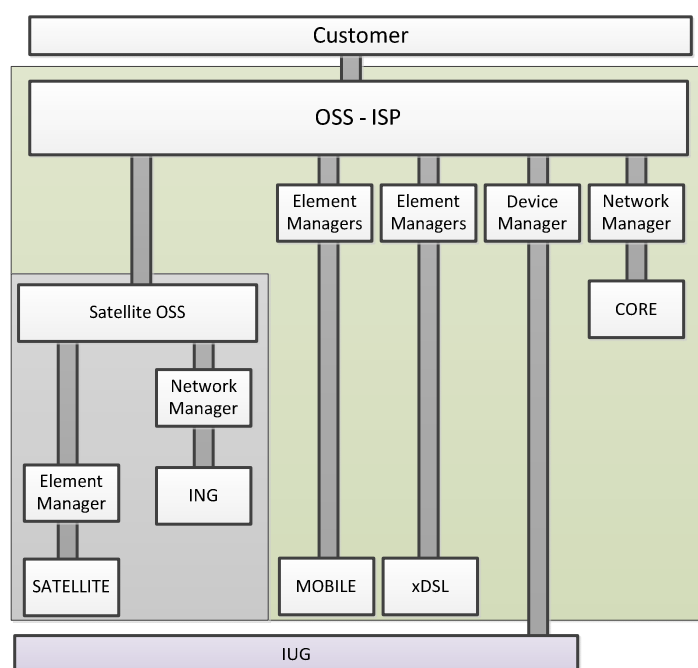 Customer
OSS - ISP
Element
Managers
Element
Managers
Device
Manager
Network
Manager
CORE
Satellite OSS
Network
Manager
Element
Manager
ING
SATELLITE
MOBILE
xDSL
IUG